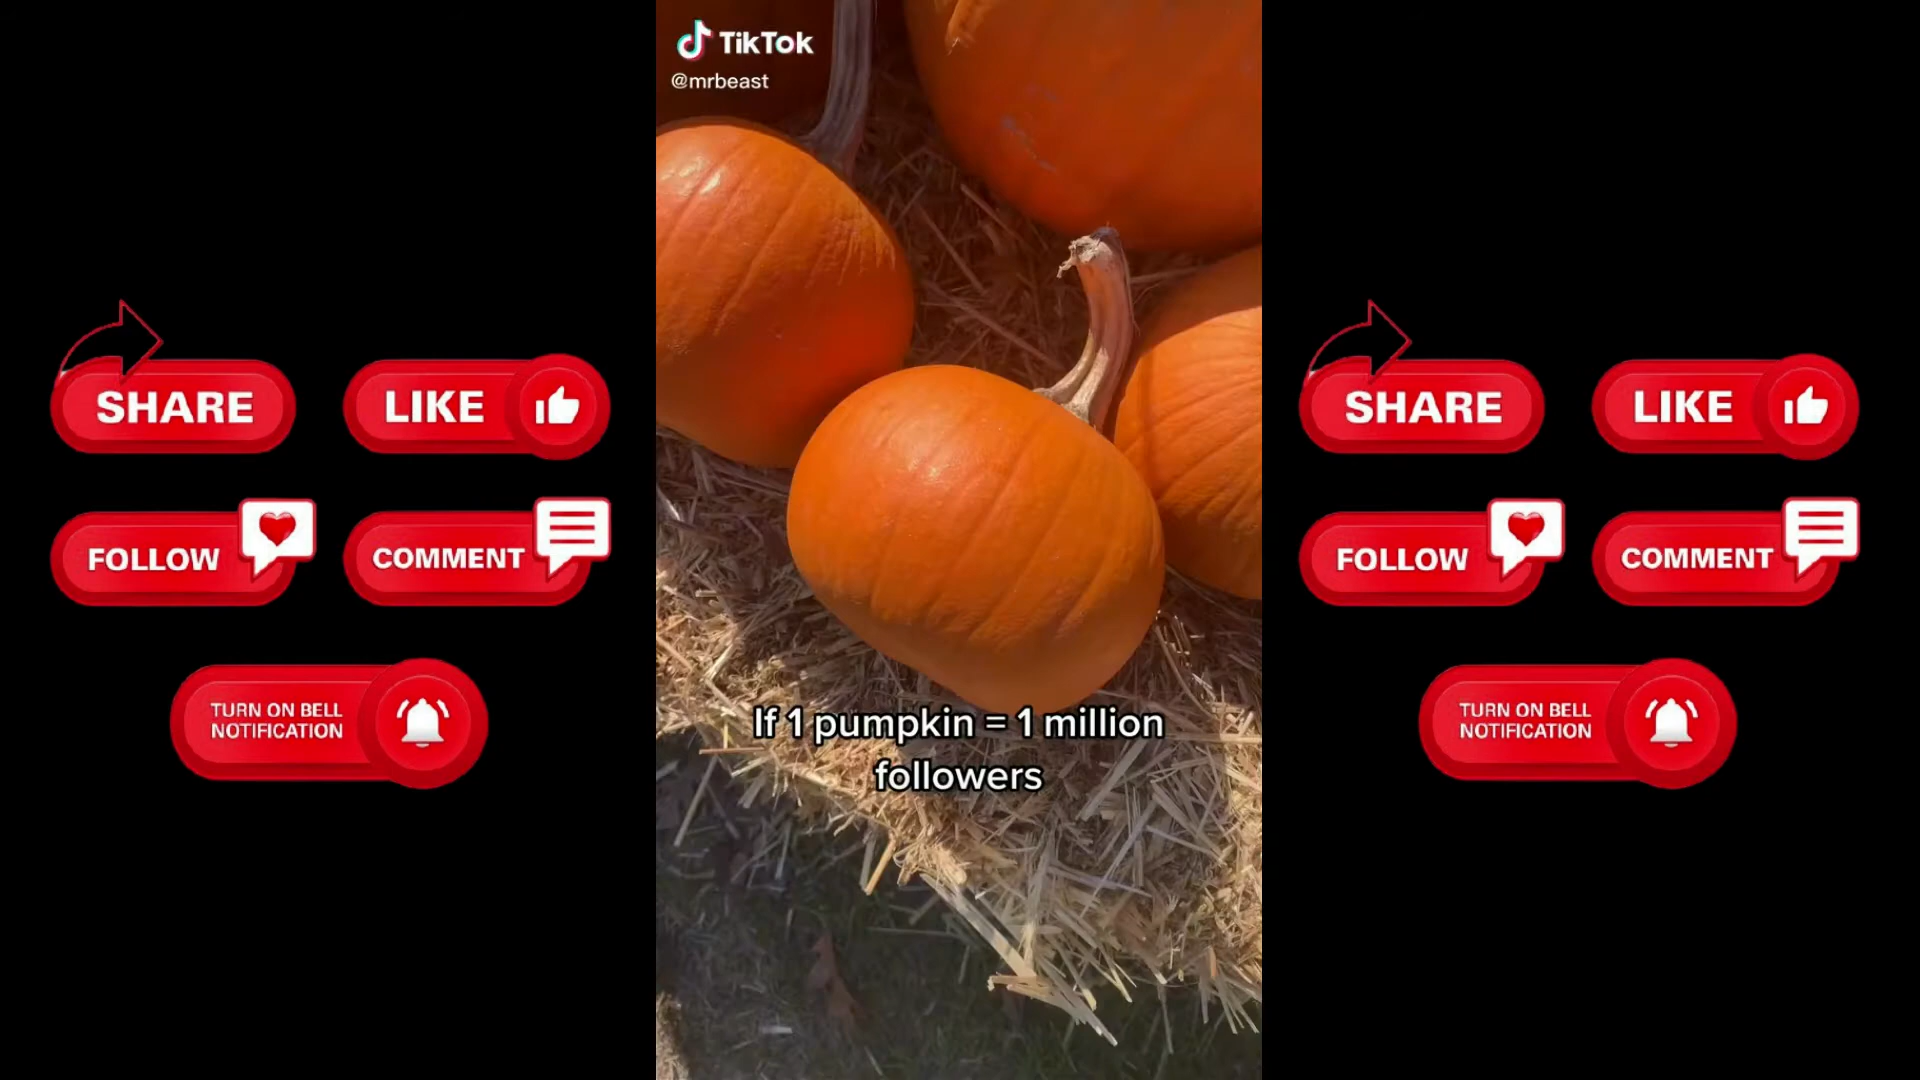 TikTok
@mrbeast
SHARE
LIKE
FOLLOW
COMMENT
TURN ON BELL
NOTIFICATION
If 1 pumpkin = 1 million
followers
SHARE
LIKE
FOLLOW
COMMENT
TURN ON BELL
NOTIFICATION